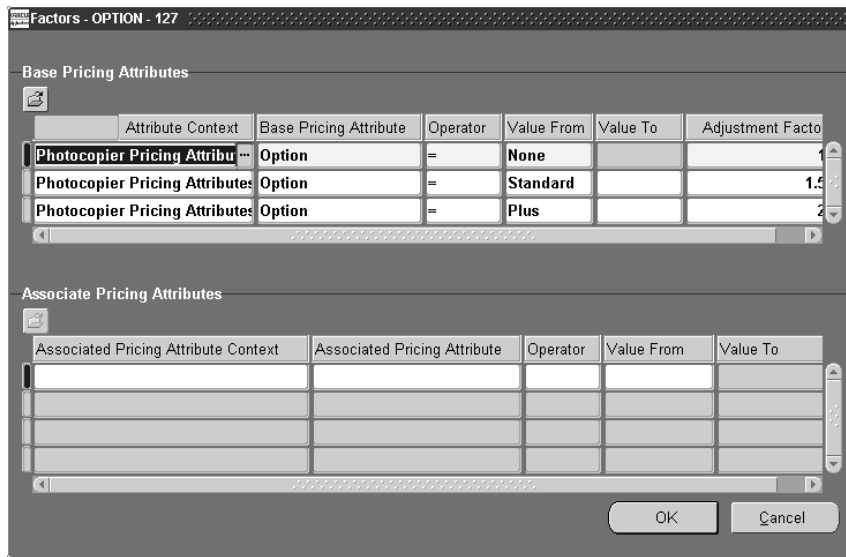 Factors - OPTION - 127
Base Pricing Attributes
Attribute Context Base Pricing Attribute Operator Value From Value To Adjustment Facto
Photocopier Pricing Attribu ... Option = None 1
Photocopier Pricing Attributes Option = Standard 1.5
Photocopier Pricing Attributes Option = Plus 2
Associate Pricing Attributes
Associated Pricing Attribute Context Associated Pricing Attribute Operator Value From Value To
OK Cancel